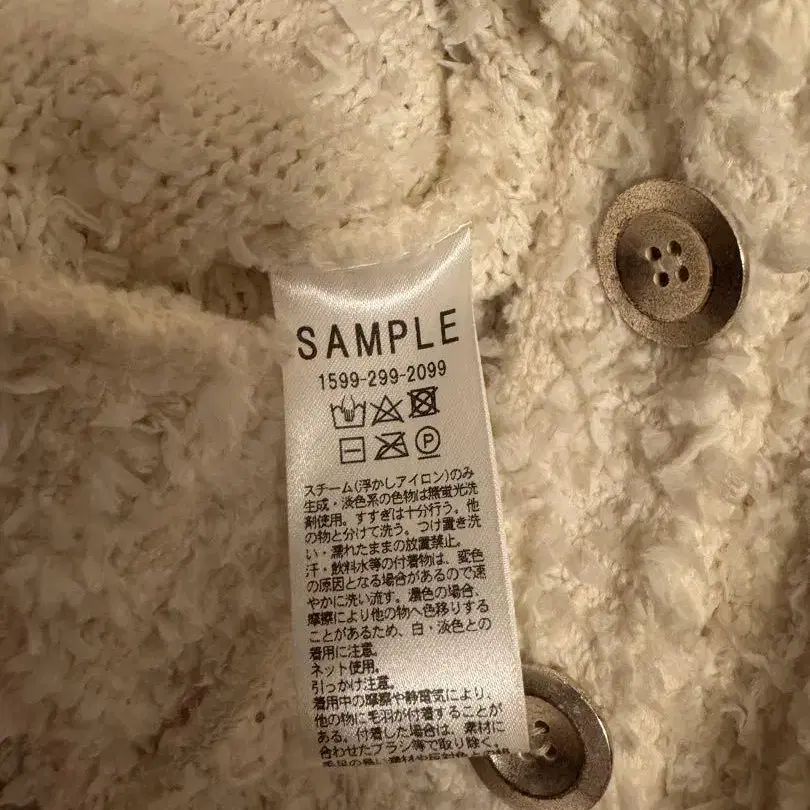 SAMPLE
1599-299-2099
P
スチーム(浮かしアイロン)のみ
生成・淡色系の色物は無蛍光洗
剤使用。すすぎは十分行う。他
の物と分けて洗う。つけ置き洗
い・濡れたままの放置禁止。
汗・飲料水等の付着物は、変色
の原因となる場合があるので速
やかに洗い流す。濃色の場合、
摩擦により他の物へ色移りする
ことがあるため、白・淡色との
着用に注意。
ネット使用。
引っかけ注意。
着用中の摩擦や静電気により、
他の物に毛羽が付着することが
ある。付着した場合は、素材に
合わせたブラシ等で取り除く。